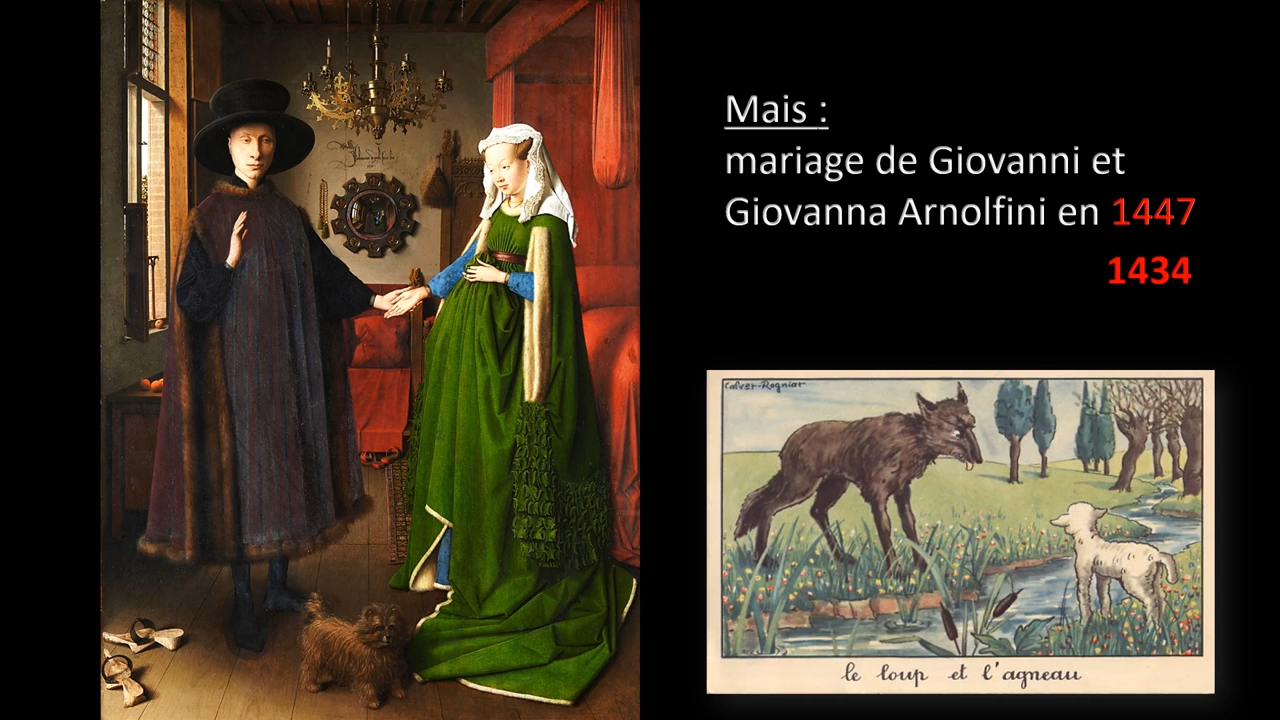 Mais :
mariage de Giovanni et
Giovanna Arnolfini en 1447
1434
Calvet-Rogniat
le loup et l'agneau